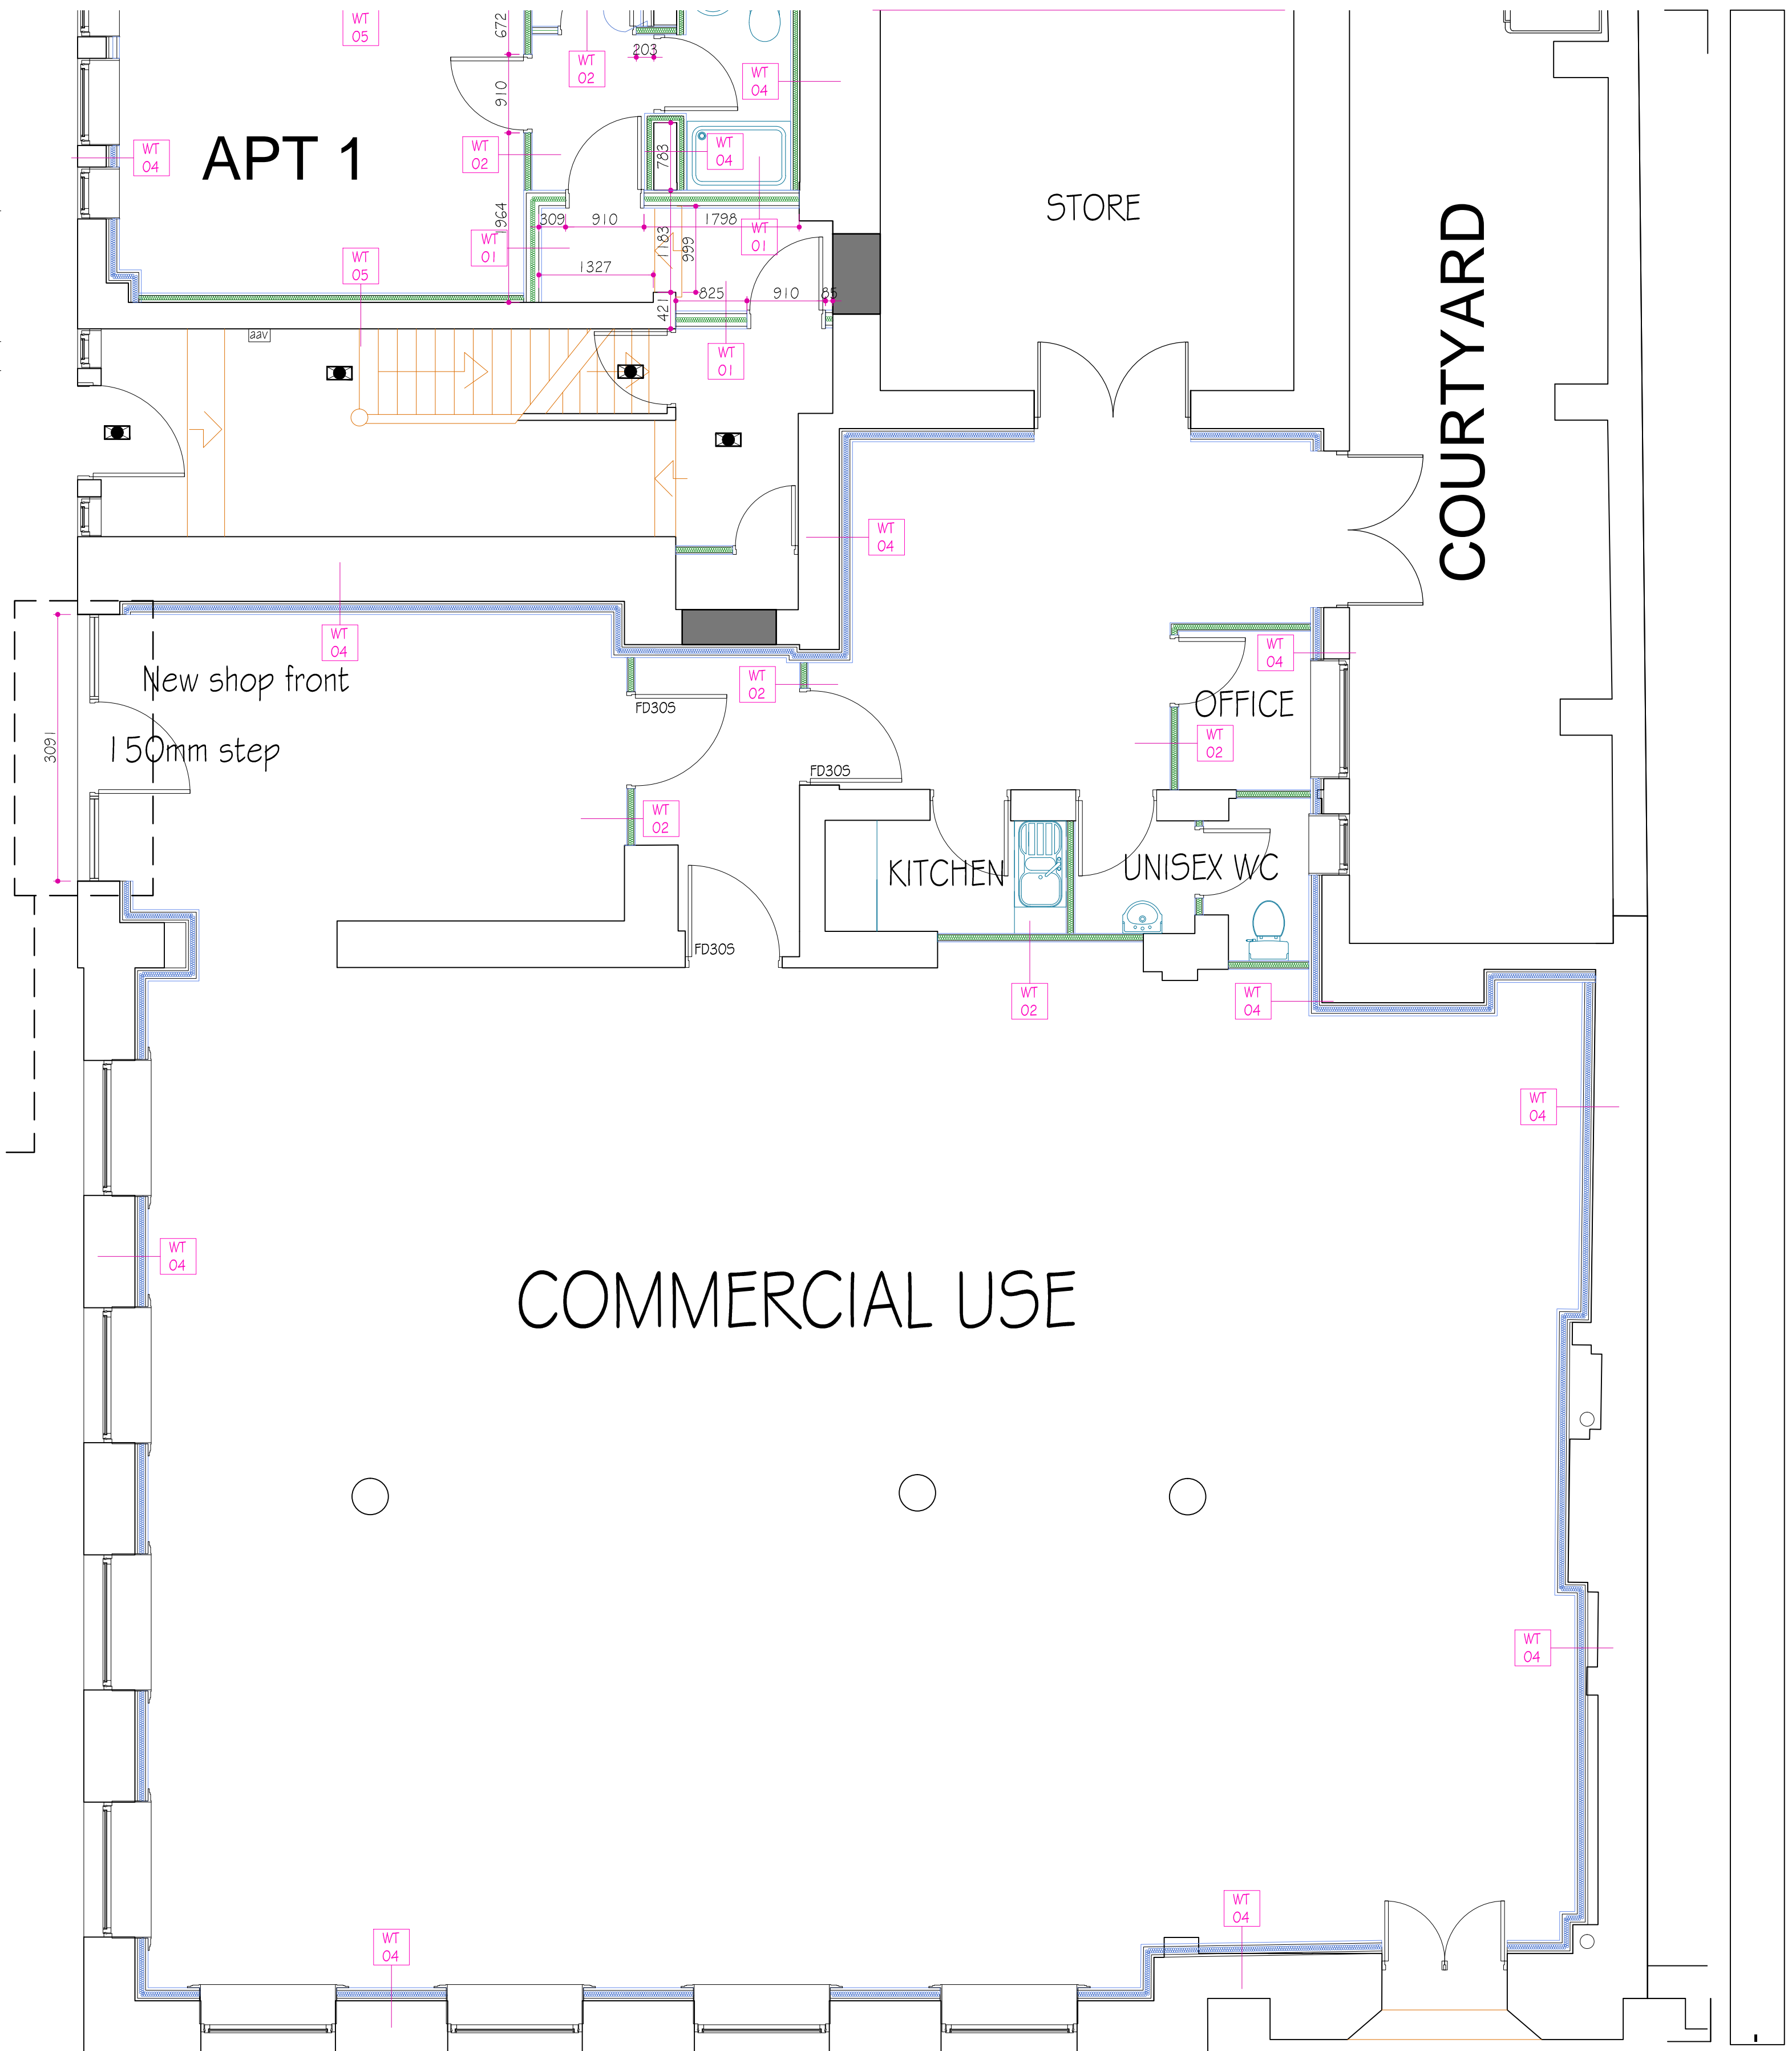 WT
05
672
203
WT
02
WT
04
910
APT 1
WT
04
WT
02
WT
04
783
STORE
COURTYARD
1964
309
910
1798
WT
01
1183
999
WT
01
WT
05
1327
825
910
85
421
aav
WT
01
WT
04
WT
04
New shop front
WT
02
WT
04
FD30S
OFFICE
3091
150mm step
WT
02
FD30S
WT
02
KITCHEN
UNISEX WC
FD30S
WT
02
WT
04
WT
04
WT
04
COMMERCIAL USE
WT
04
WT
04
WT
04